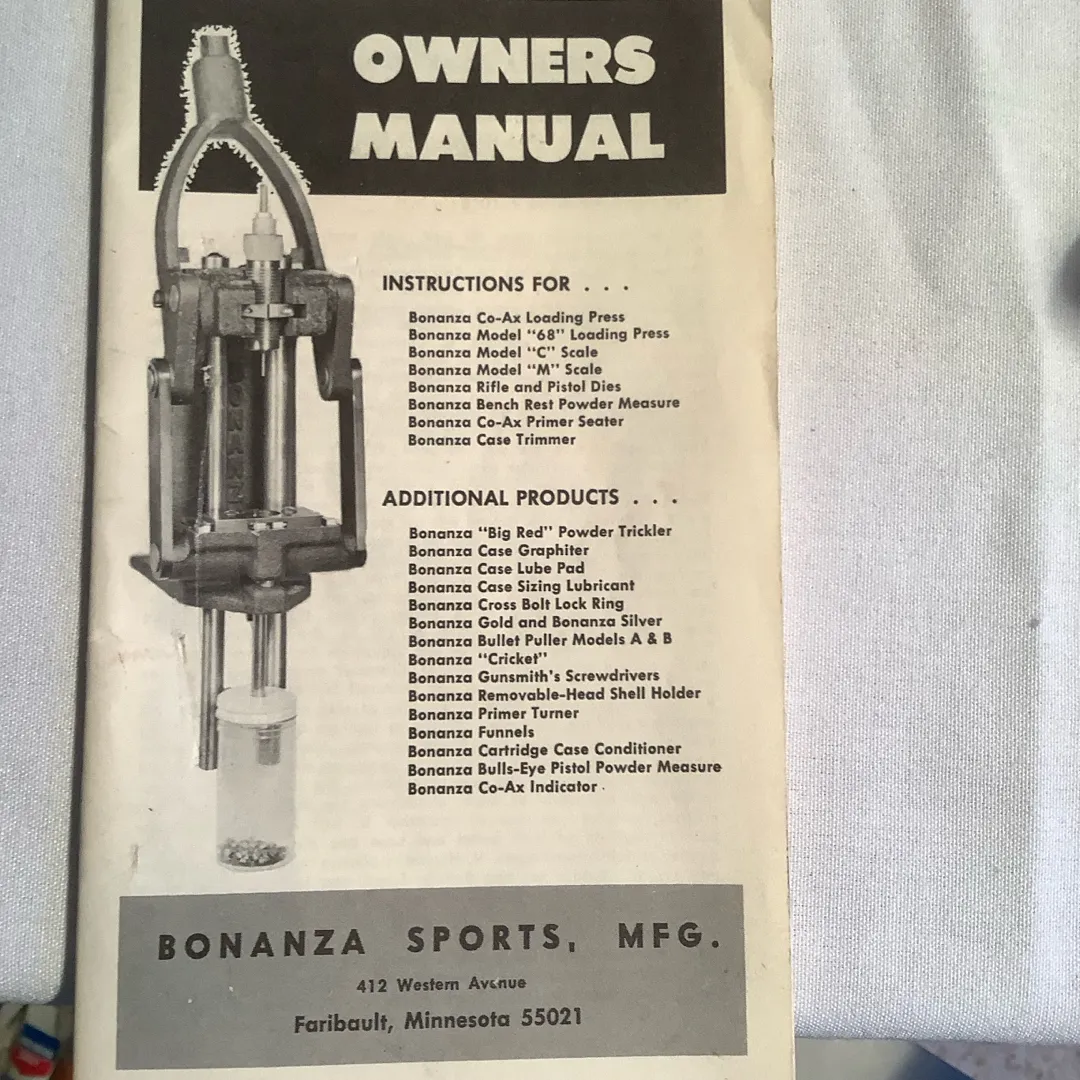 OWNERS
MANUAL
INSTRUCTIONS FOR . . .
Bonanza Co-Ax Loading Press
Bonanza Model "68" Loading Press
Bonanza Model "C" Scale
Bonanza Model "M" Scale
Bonanza Rifle and Pistol Dies
Bonanza Bench Rest Powder Measure
Bonanza Co-Ax Primer Seater
Bonanza Case Trimmer
ADDITIONAL PRODUCTS . . .
Bonanza "Big Red" Powder Trickler
Bonanza Case Graphiter
Bonanza Case Lube Pad
Bonanza Case Sizing Lubricant
Bonanza Cross Bolt Lock Ring
Bonanza Gold and Bonanza Silver
Bonanza Bullet Puller Models A & B
Bonanza "Cricket"
Bonanza Gunsmith's Screwdrivers
Bonanza Removable-Head Shell Holder
Bonanza Primer Turner
Bonanza Funnels
Bonanza Cartridge Case Conditioner
Bonanza Bulls-Eye Pistol Powder Measure
Bonanza Co-Ax Indicator
BONANZA SPORTS, MFG.
412 Western Avenue
Faribault, Minnesota 55021